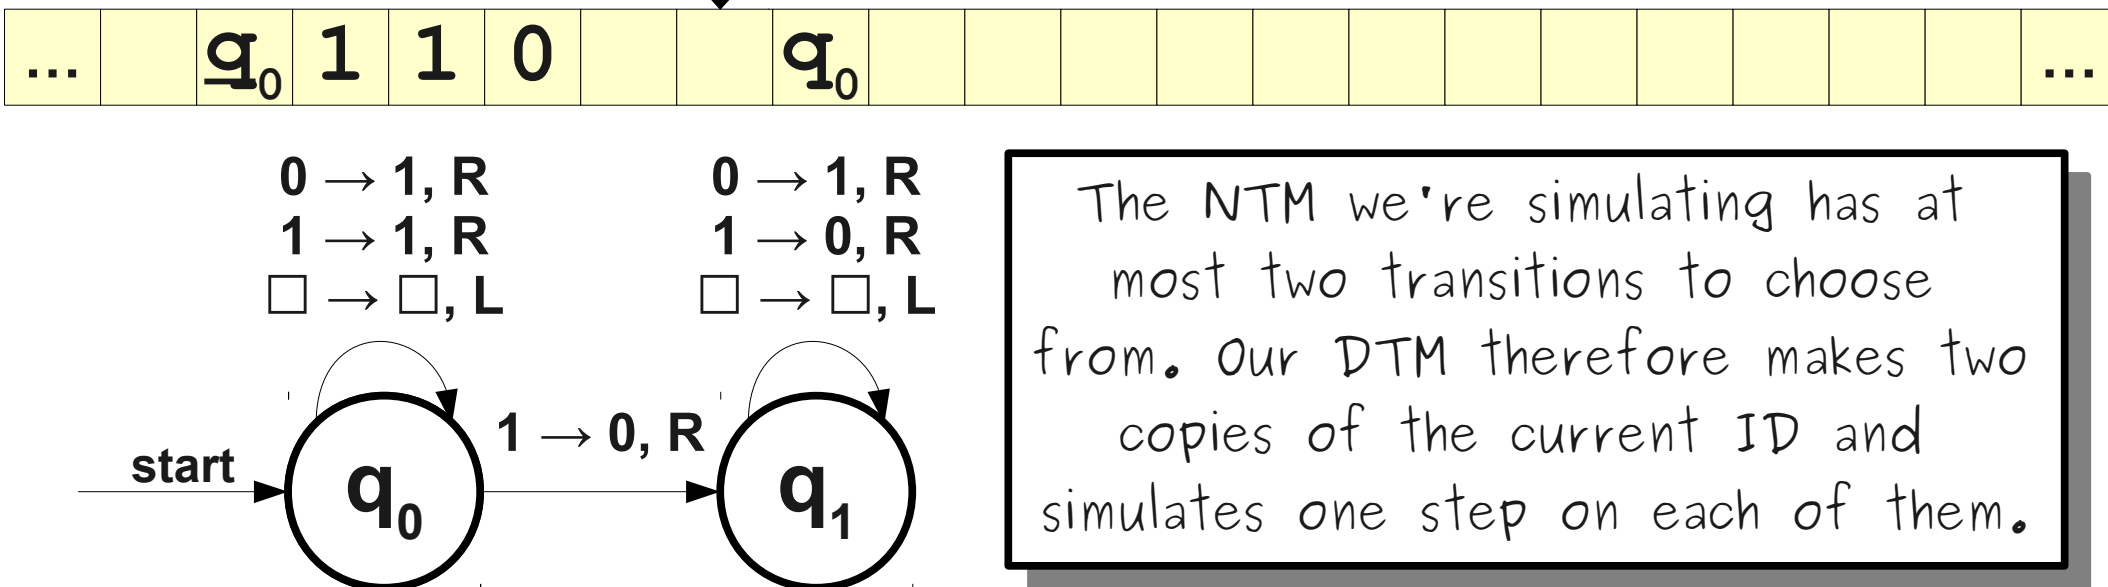 ... q0 1 1 0 q0 ...
0 → 1, R
1 → 1, R
□ → □, L
0 → 1, R
1 → 0, R
□ → □, L
start
q0
1 → 0, R
q1
The NTM we're simulating has at
most two transitions to choose
from. Our DTM therefore makes two
copies of the current ID and
simulates one step on each of them.